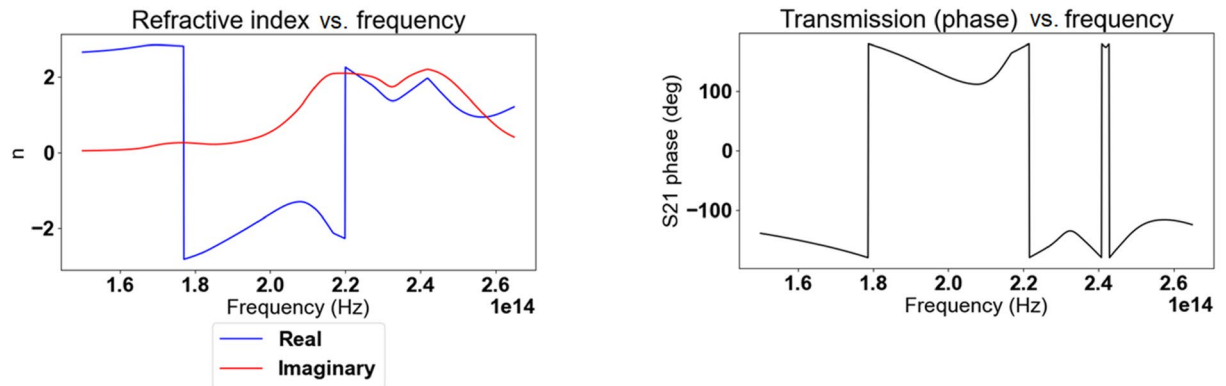 Refractive index vs. frequency
n
2
0
−2
1.6 1.8 2.0 2.2 2.4 2.6
Frequency (Hz) 1e14
Real
Imaginary
Transmission (phase) vs. frequency
S21 phase (deg)
100
0
−100
1.6 1.8 2.0 2.2 2.4 2.6
Frequency (Hz) 1e14